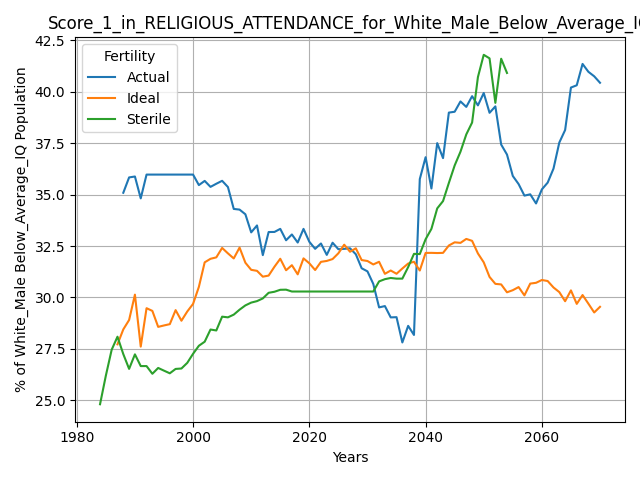 Score_1_in_RELIGIOUS_ATTENDANCE_for_White_Male_Below_Average_IQ
% of White_Male Below_Average_IQ Population
42.5
40.0
37.5
35.0
32.5
30.0
27.5
25.0
Fertility
Actual
Ideal
Sterile
1980 2000 2020 2040 2060
Years